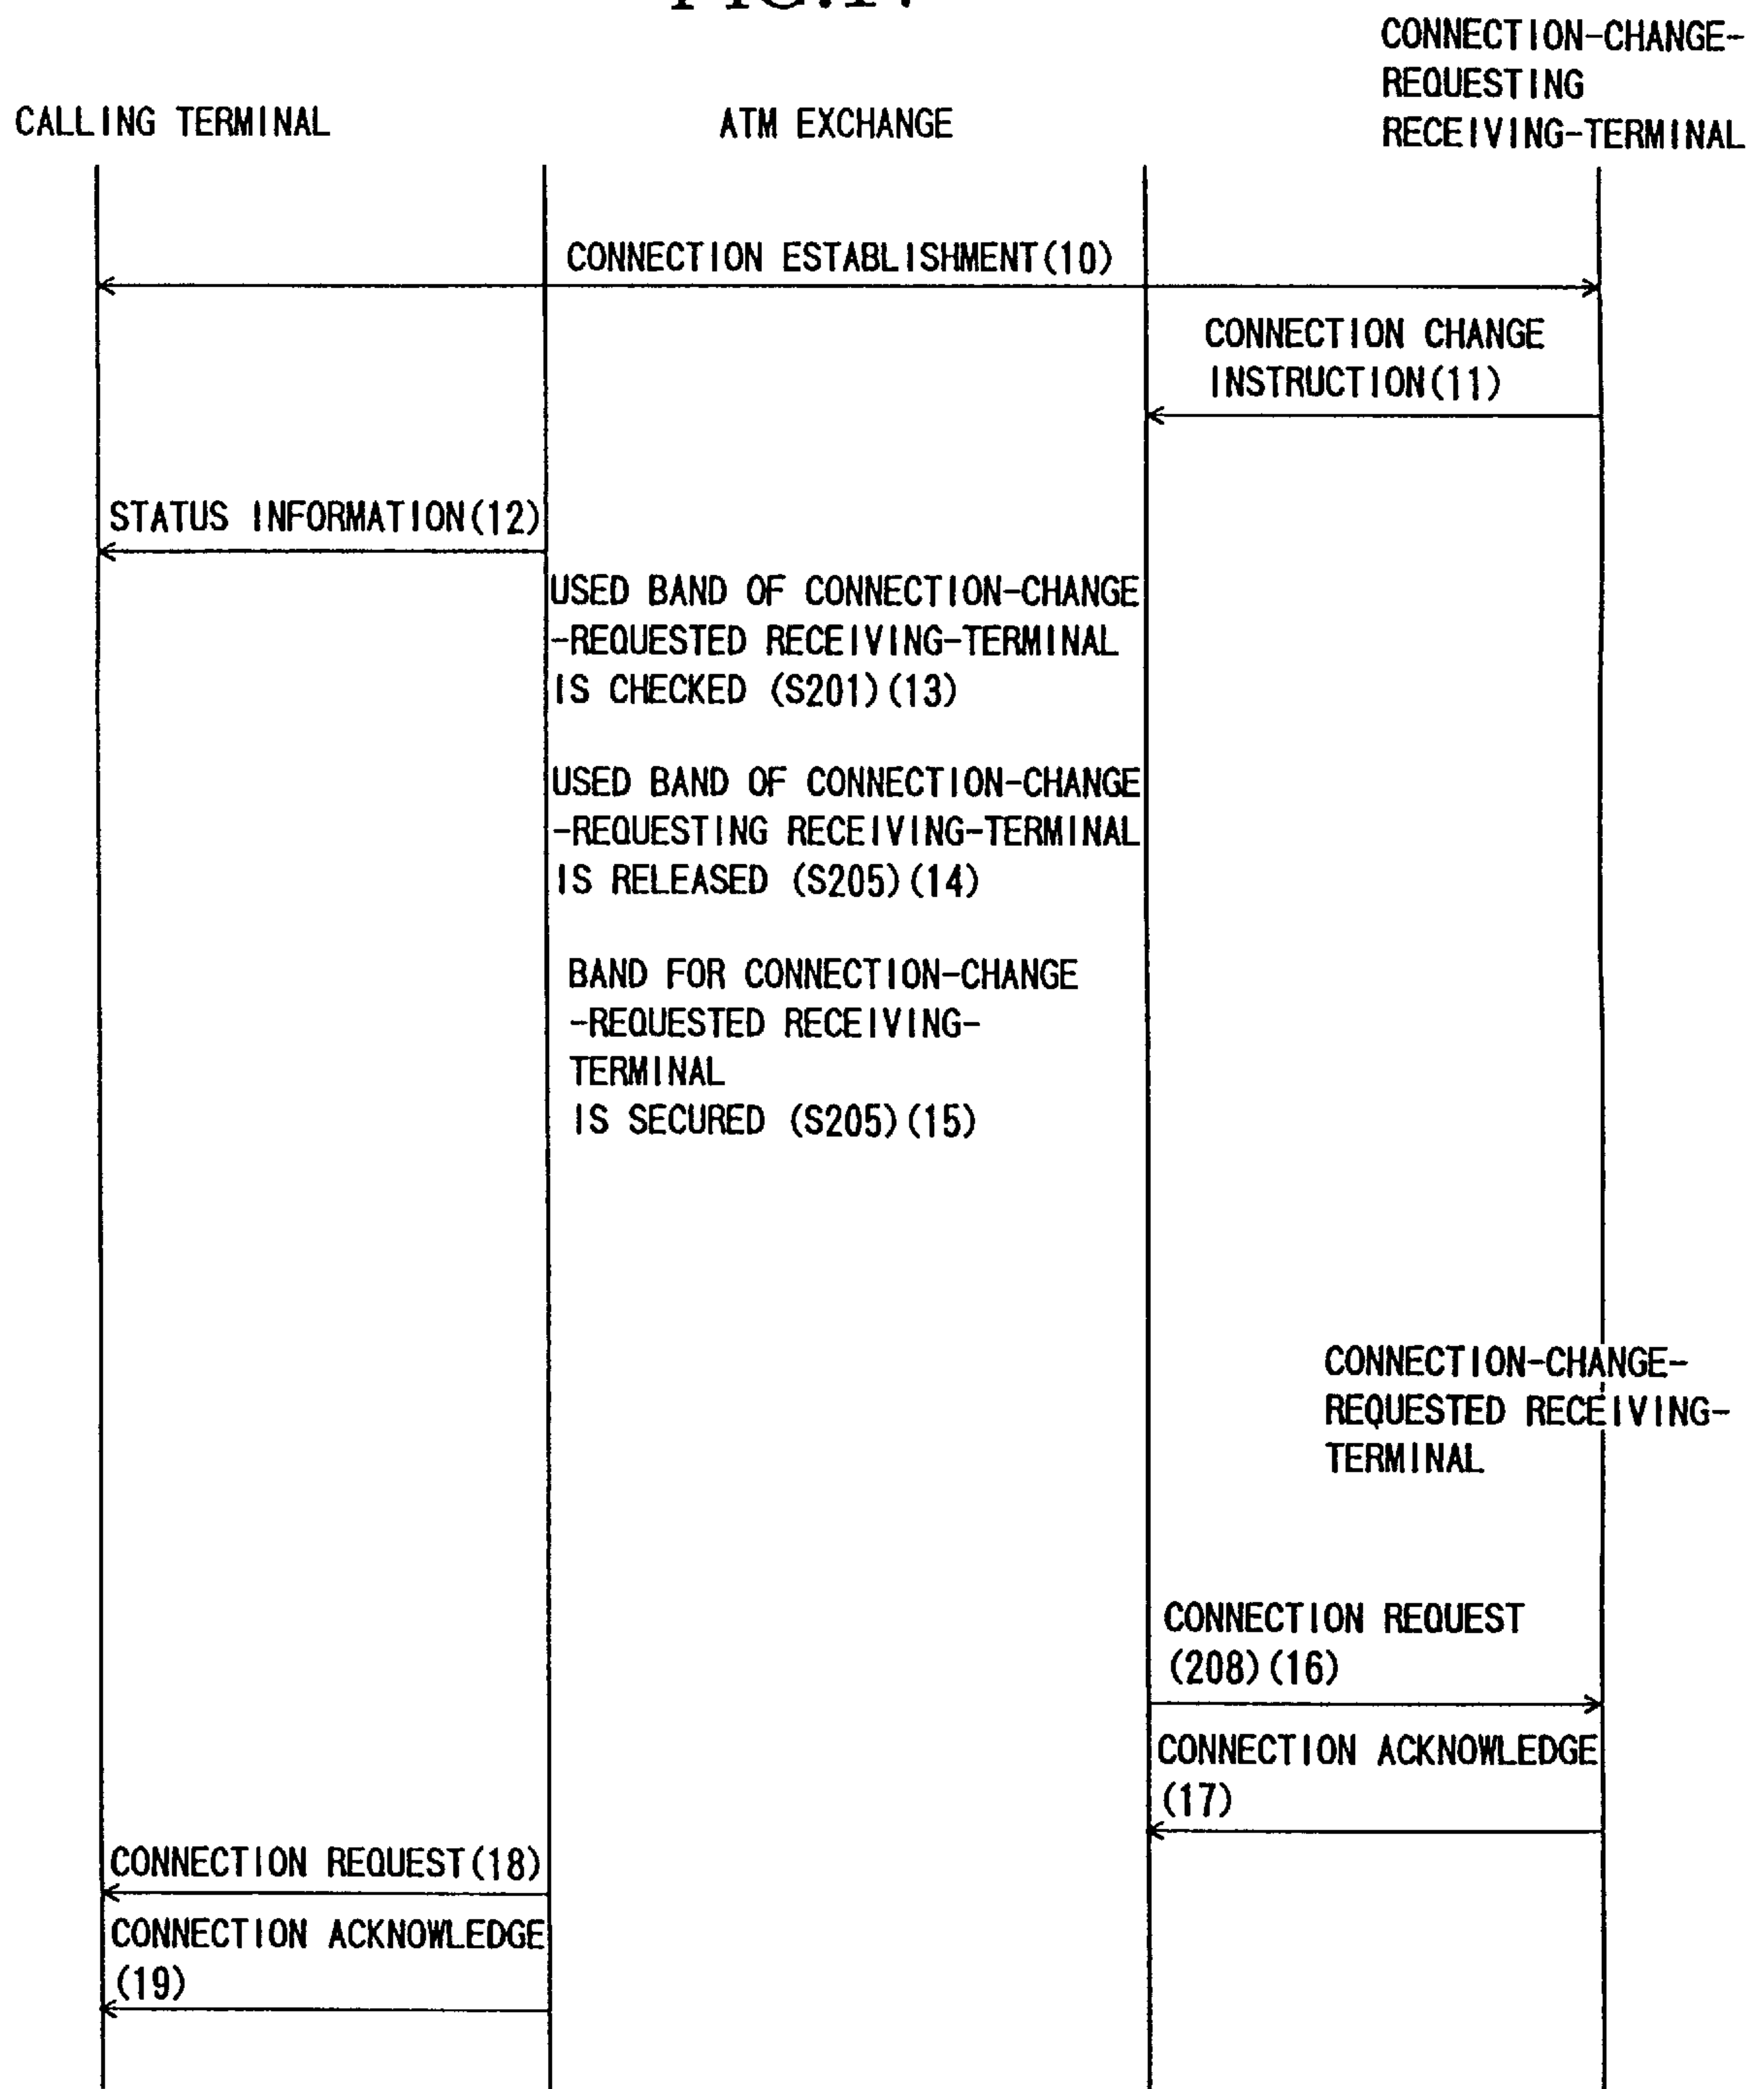 CONNECTION-CHANGE-
REQUESTING
RECEIVING-TERMINAL
CALLING TERMINAL
ATM EXCHANGE
CONNECTION ESTABLISHMENT(10)
CONNECTION CHANGE
INSTRUCTION(11)
STATUS INFORMATION(12)
USED BAND OF CONNECTION-CHANGE
-REQUESTED RECEIVING-TERMINAL
IS CHECKED (S201)(13)
USED BAND OF CONNECTION-CHANGE
-REQUESTING RECEIVING-TERMINAL
IS RELEASED (S205)(14)
BAND FOR CONNECTION-CHANGE
-REQUESTED RECEIVING-
TERMINAL
IS SECURED (S205)(15)
CONNECTION-CHANGE-
REQUESTED RECEIVING-
TERMINAL
CONNECTION REQUEST
(208)(16)
CONNECTION ACKNOWLEDGE
(17)
CONNECTION REQUEST(18)
CONNECTION ACKNOWLEDGE
(19)